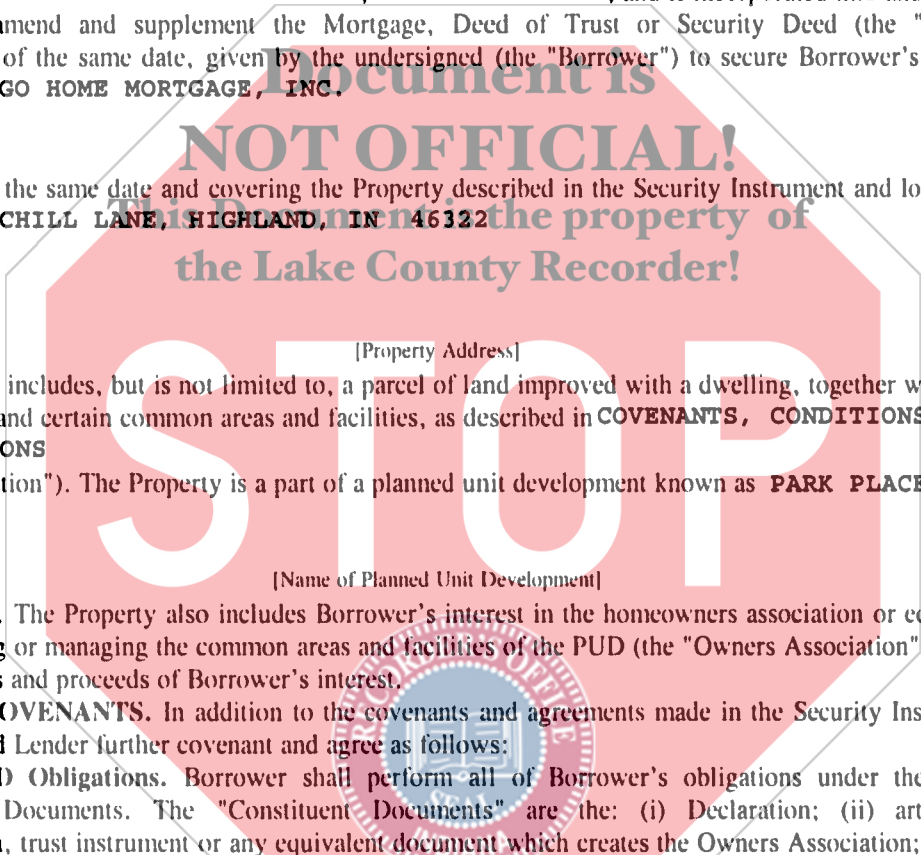 mend and supplement the Mortgage, Deed of Trust or Security Deed (the "
of the same date, given by the undersigned (the "Borrower") to secure Borrower's
Document is
GO HOME MORTGAGE, INC.
NOT OFFICIAL!
the same date and covering the Property described in the Security Instrument and lo
This Document is the property of
CHILL LANE, HIGHLAND, IN 46322
the Lake County Recorder!
[Property Address]
includes, but is not limited to, a parcel of land improved with a dwelling, together w
and certain common areas and facilities, as described in COVENANTS, CONDITIONS
ONS
tion"). The Property is a part of a planned unit development known as PARK PLACE
STOP
[Name of Planned Unit Development]
. The Property also includes Borrower's interest in the homeowners association or eq
g or managing the common areas and facilities of the PUD (the "Owners Association"
s and proceeds of Borrower's interest.
OVENANTS. In addition to the covenants and agreements made in the Security Ins
d Lender further covenant and agree as follows:
D Obligations. Borrower shall perform all of Borrower's obligations under the
Documents. The "Constituent Documents" are the: (i) Declaration; (ii) art
, trust instrument or any equivalent document which creates the Owners Association,
SEAL